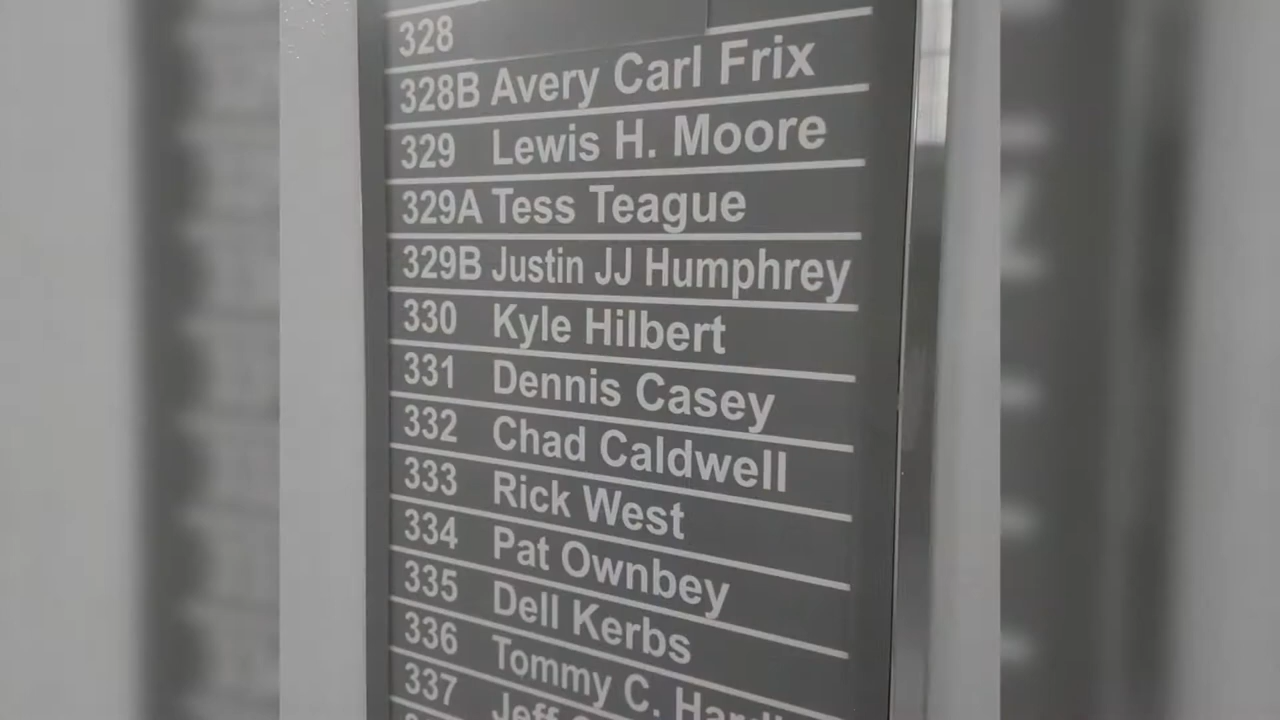 328
328B Avery Carl Frix
329 Lewis H. Moore
329A Tess Teague
329B Justin JJ Humphrey
330 Kyle Hilbert
331 Dennis Casey
332 Chad Caldwell
333 Rick West
334 Pat Ownbey
335 Dell Kerbs
336 Tommy C.
337 Jeff